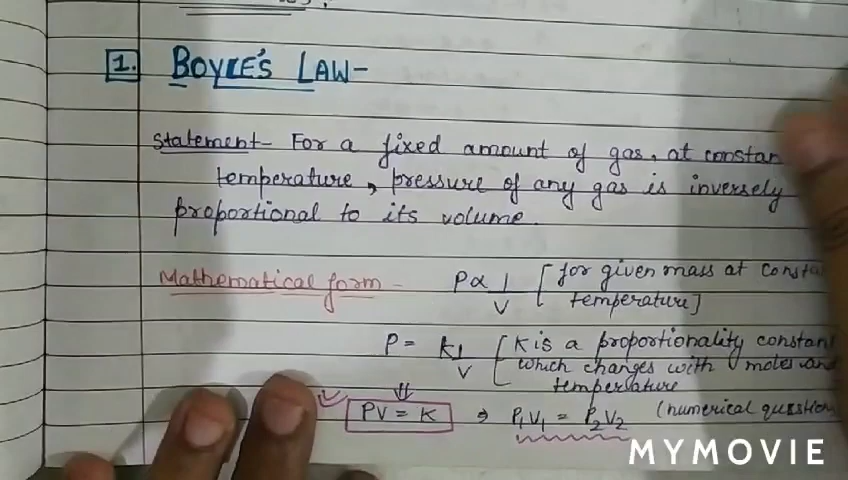 1. BOYLE'S LAW-
Statement- For a fixed amount of gas, at constan
temperature, pressure of any gas is inversely
proportional to its volume.
Mathematical form - P∝ 1/V [for given mass at consta
temperature]
P = K1/V [K is a proportionality constan
which changes with moles and
temperature
⇓
PV = K ⇒ P₁V₁ = P₂V₂ (numerical question
MYMOVIE